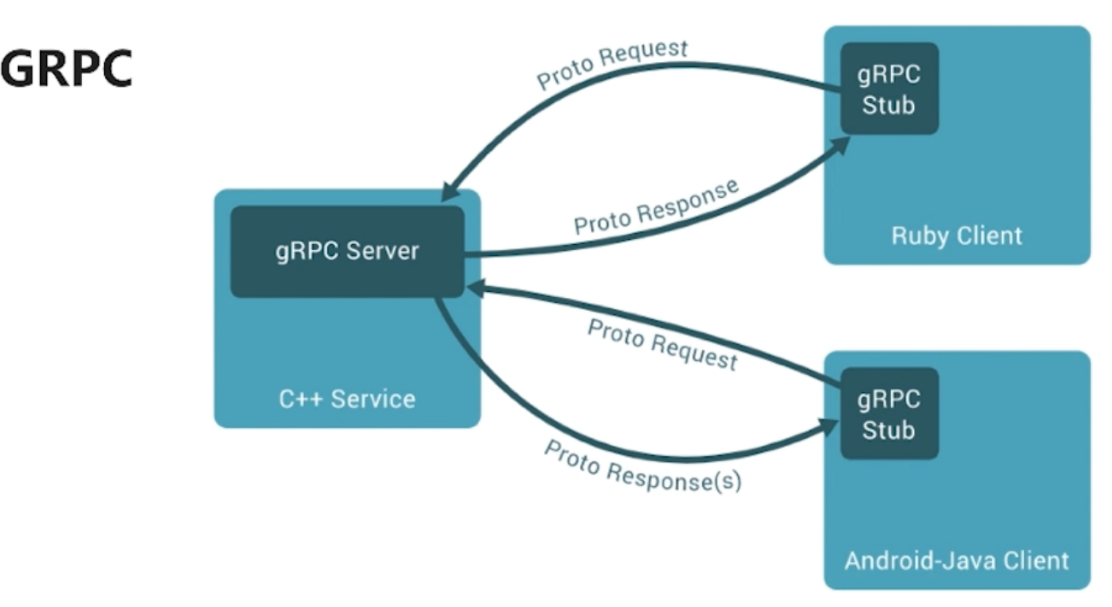 GRPC
Proto Request
gRPC
Stub
Proto Response
Ruby Client
gRPC Server
C++ Service
Proto Request
gRPC
Stub
Proto Response(s)
Android-Java Client